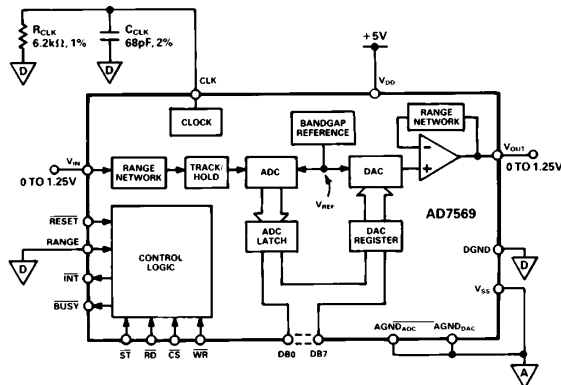 R_CLK
6.2kΩ, 1%
C_CLK
68pF, 2%
D
D
+5V
CLK
V_DD
CLOCK
BANDGAP
REFERENCE
RANGE
NETWORK
V_IN
0 TO 1.25V
RANGE
NETWORK
TRACK/
HOLD
ADC
V_REF
DAC
−
+
V_OUT
0 TO 1.25V
AD7569
RESET
RANGE
INT
BUSY
D
CONTROL
LOGIC
ADC
LATCH
DAC
REGISTER
DGND
D
V_SS
ST
RD
CS
WR
DB0
DB7
AGND_ADC
AGND_DAC
A